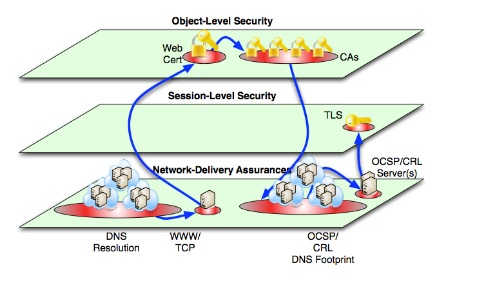 Object-Level Security
Web
Cert
CAs
Session-Level Security
TLS
Network-Delivery Assurances
OCSP/CRL
Server(s)
DNS
Resolution
WWW/
TCP
OCSP/
CRL
DNS Footprint